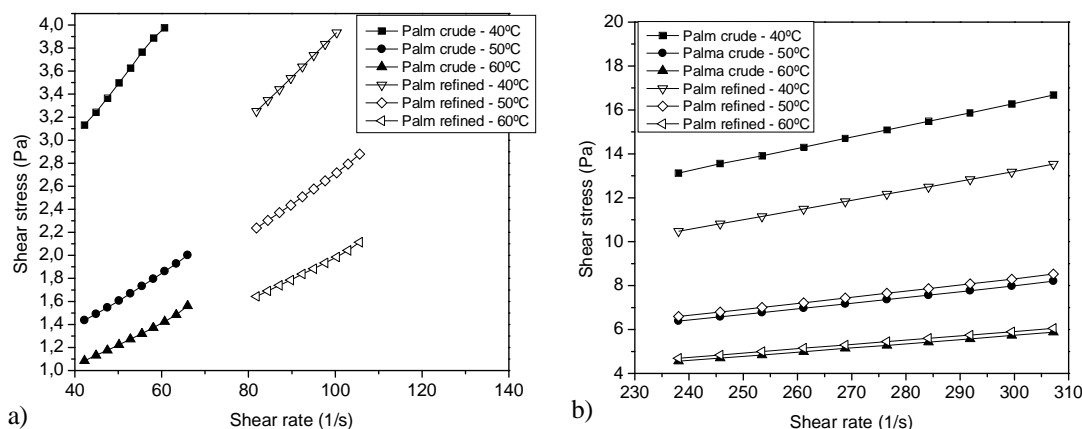 4,0
3,8
3,6
3,4
3,2
3,0
2,8
2,6
2,4
2,2
2,0
1,8
1,6
1,4
1,2
1,0
Shear stress (Pa)
Palm crude - 40ºC
Palm crude - 50ºC
Palm crude - 60ºC
Palm refined - 40ºC
Palm refined - 50ºC
Palm refined - 60ºC
40 60 80 100 120 140
Shear rate (1/s)
a)
20
18
16
14
12
10
8
6
4
Shear stress (Pa)
Palm crude - 40ºC
Palma crude - 50ºC
Palma crude - 60ºC
Palm refined - 40ºC
Palm refined - 50ºC
Palm refined - 60ºC
230 240 250 260 270 280 290 300 310
Shear rate (1/s)
b)